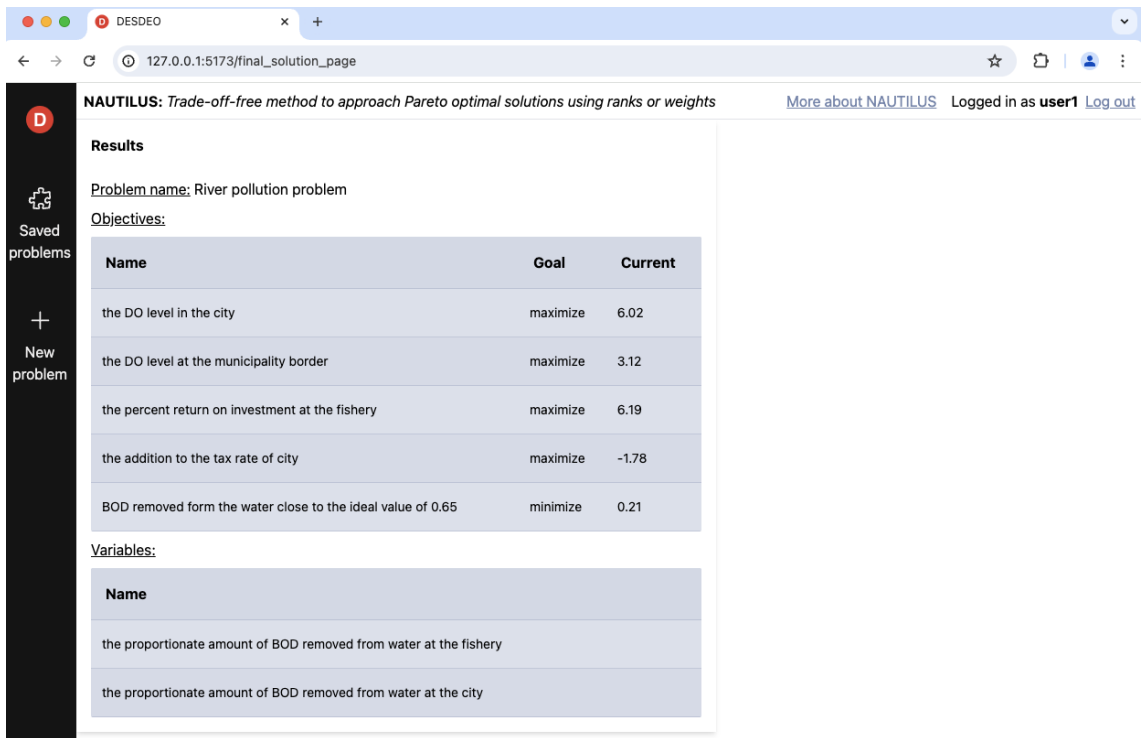 D DESDEO × +
127.0.0.1:5173/final_solution_page
D
NAUTILUS: Trade-off-free method to approach Pareto optimal solutions using ranks or weights More about NAUTILUS Logged in as user1 Log out
Saved
problems
New
problem
Results
Problem name: River pollution problem
Objectives:
Name Goal Current
the DO level in the city maximize 6.02
the DO level at the municipality border maximize 3.12
the percent return on investment at the fishery maximize 6.19
the addition to the tax rate of city maximize -1.78
BOD removed form the water close to the ideal value of 0.65 minimize 0.21
Variables:
Name
the proportionate amount of BOD removed from water at the fishery
the proportionate amount of BOD removed from water at the city